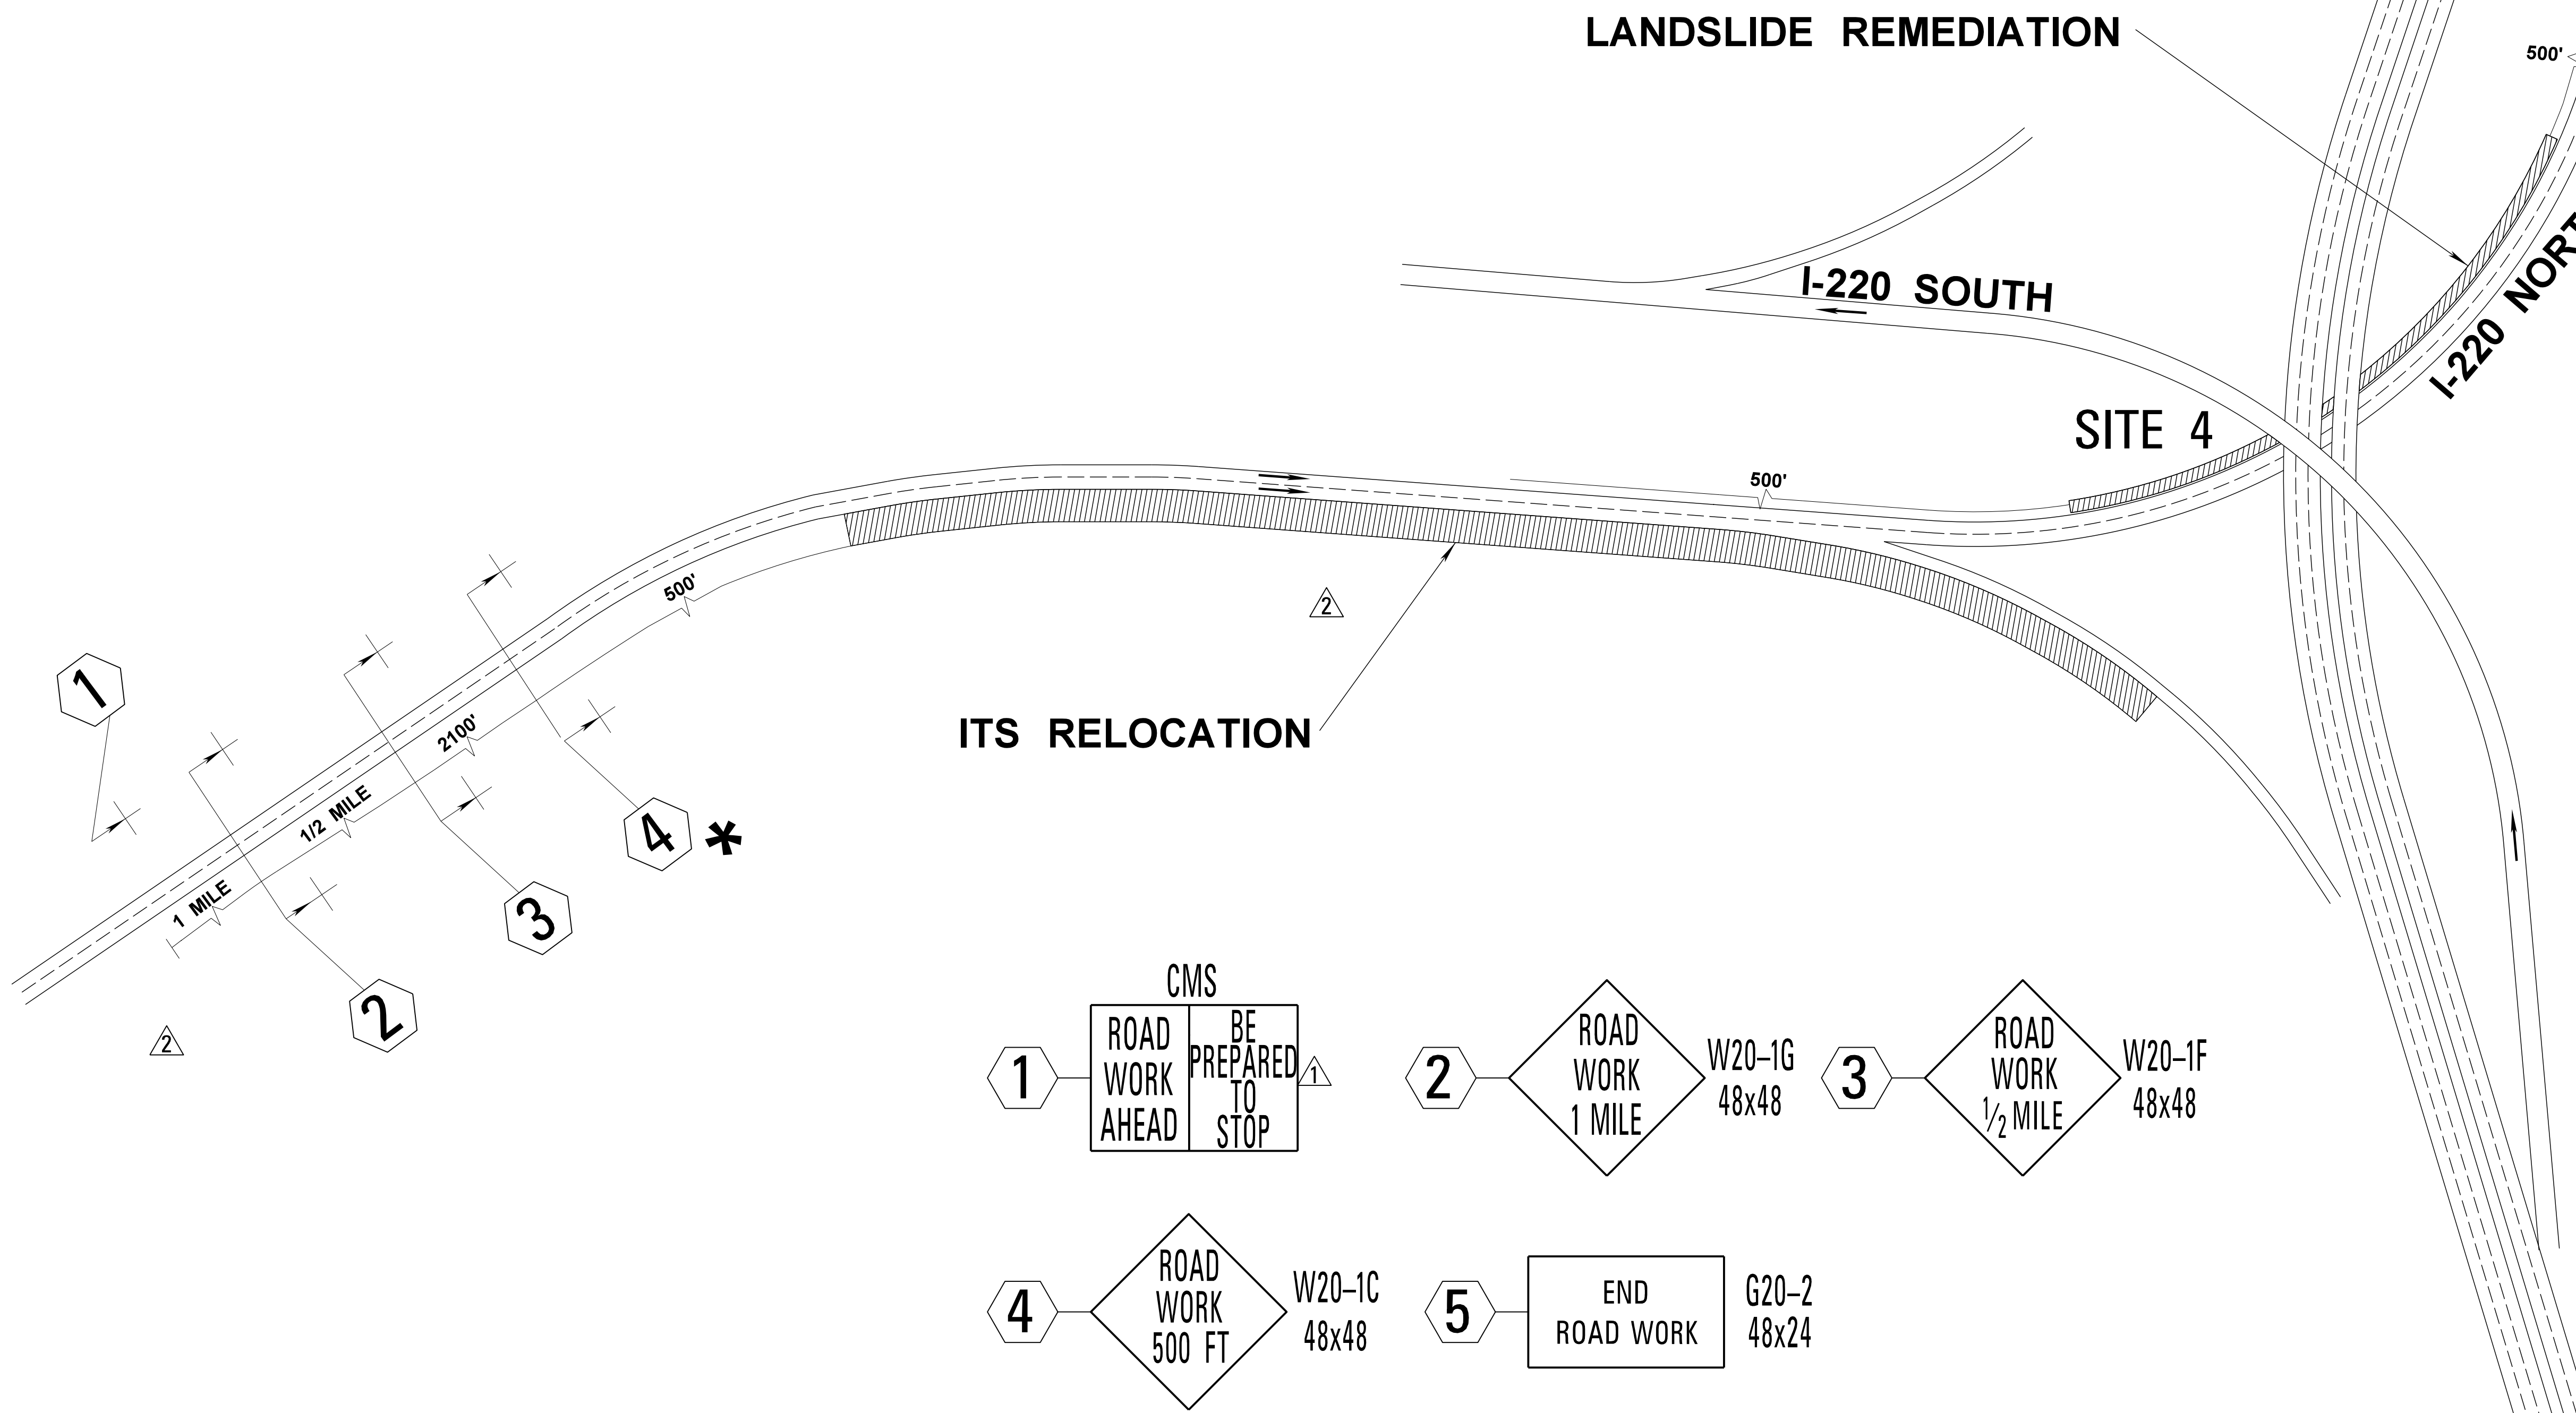 LANDSLIDE REMEDIATION
500'
I-220 SOUTH
I-220 NORT
SITE 4
500'
500'
2
1
2100'
ITS RELOCATION
1/2 MILE
4 *
1 MILE
3
2
2
CMS
1
ROAD
WORK
AHEAD
BE
PREPARED
TO
STOP
1
2
ROAD
WORK
1 MILE
W20-1G
48x48
3
ROAD
WORK
1/2 MILE
W20-1F
48x48
4
ROAD
WORK
500 FT
W20-1C
48x48
5
END
ROAD WORK
G20-2
48x24